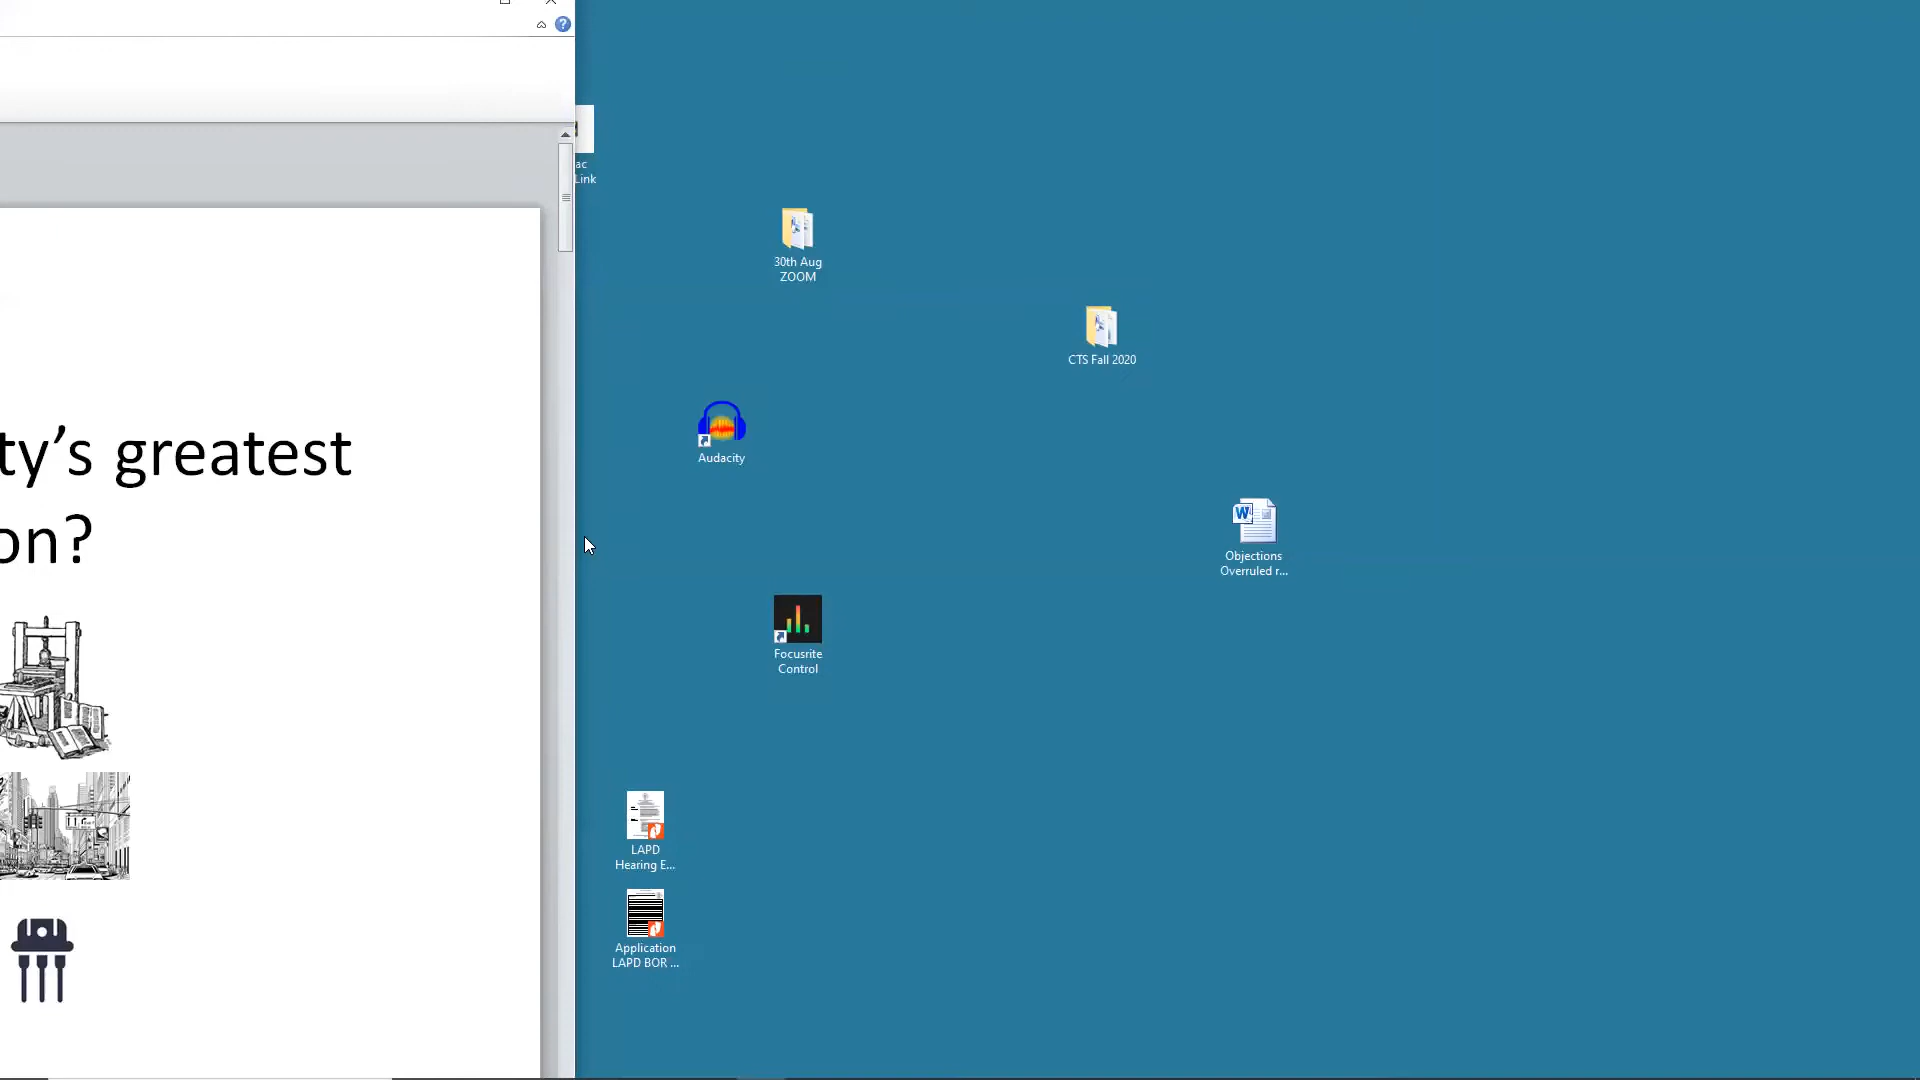 ac
Link
30th Aug
ZOOM
CTS Fall 2020
Audacity
ty’s greatest
on?
Objections
Overruled r...
Focusrite
Control
LAPD
Hearing E...
Application
LAPD BOR ...